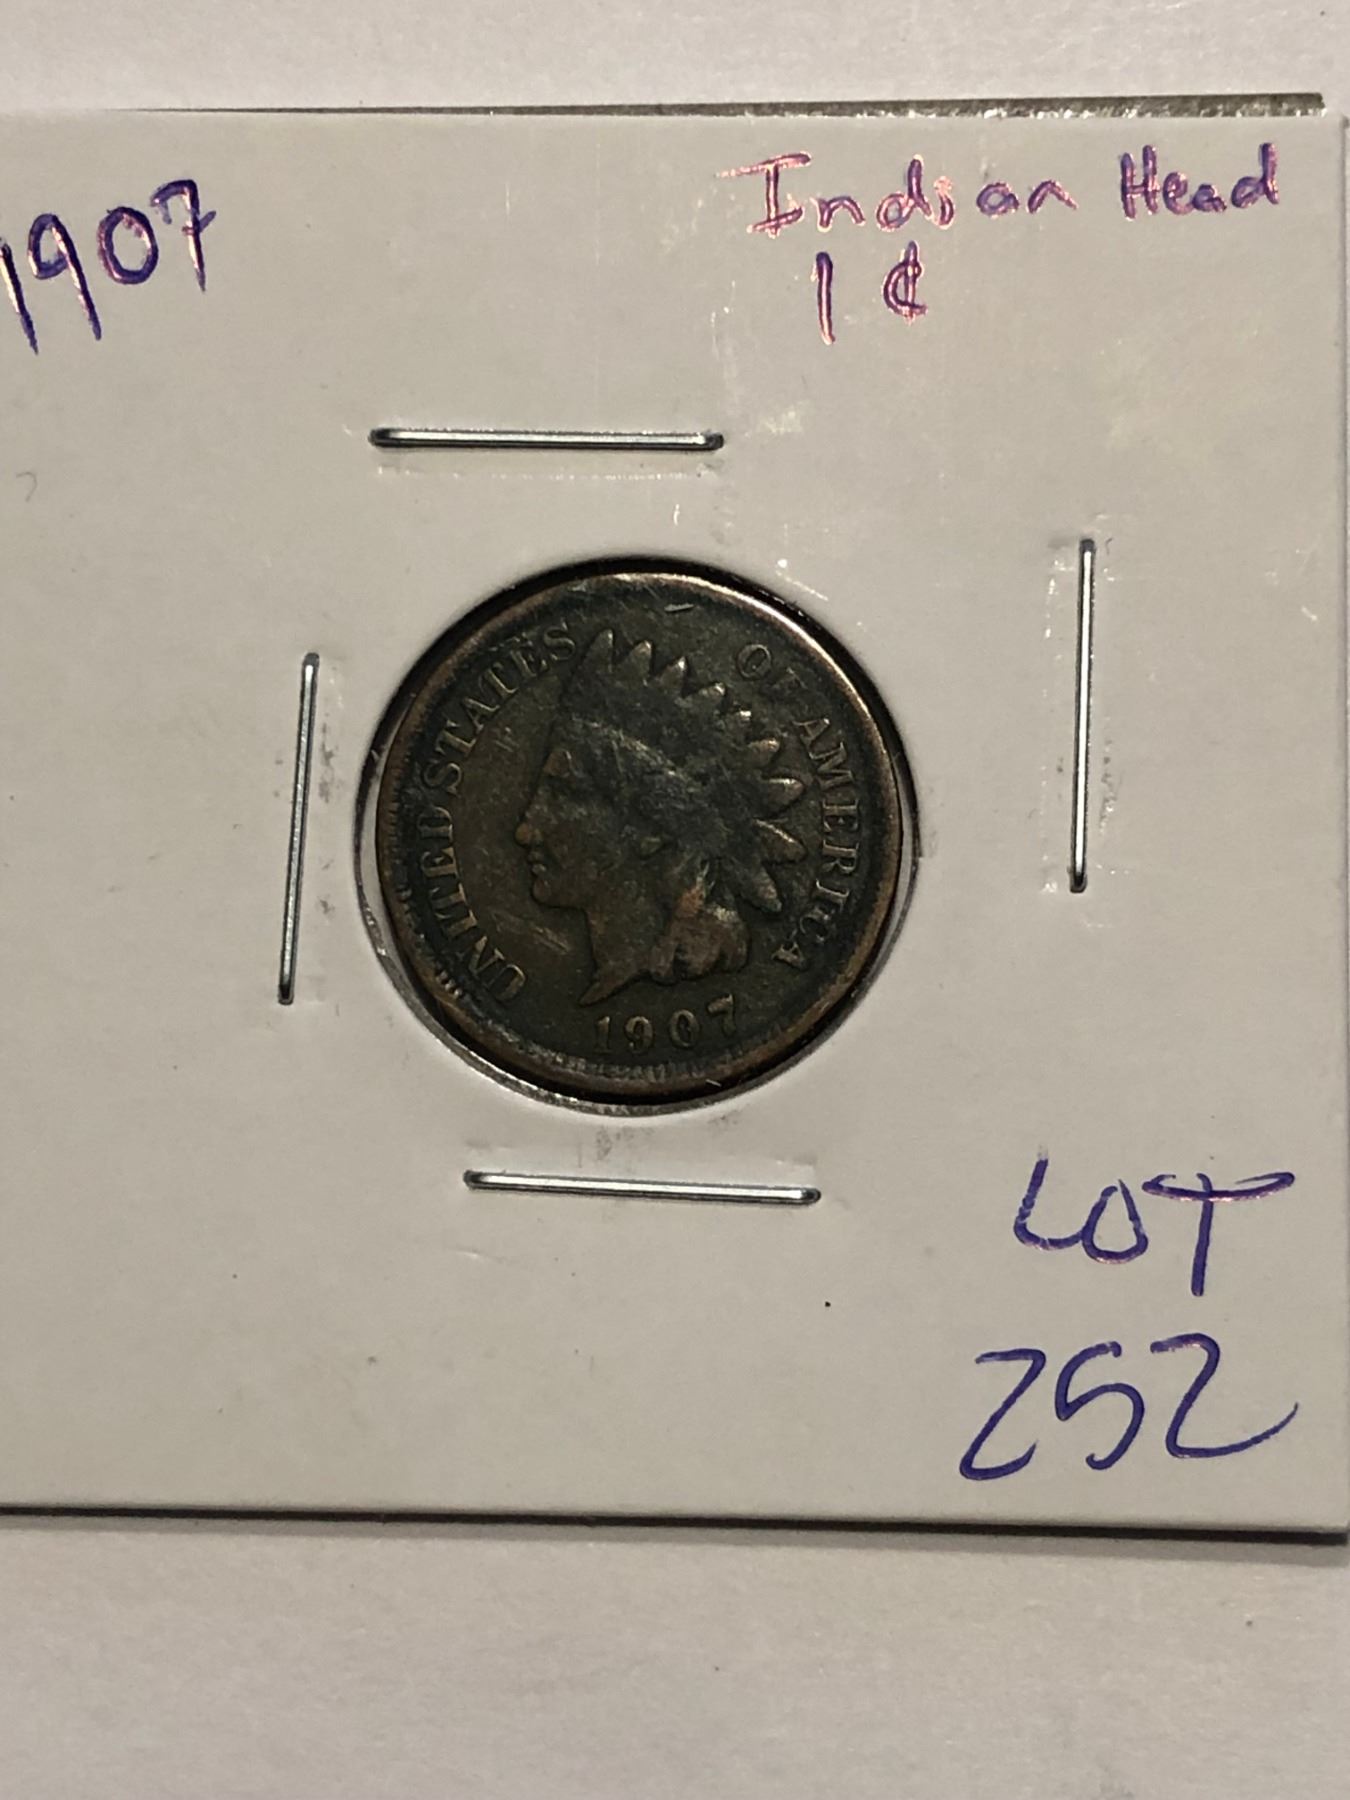 1907
Indian Head
1¢
UNITED STATES OF AMERICA
1907
LOT
252